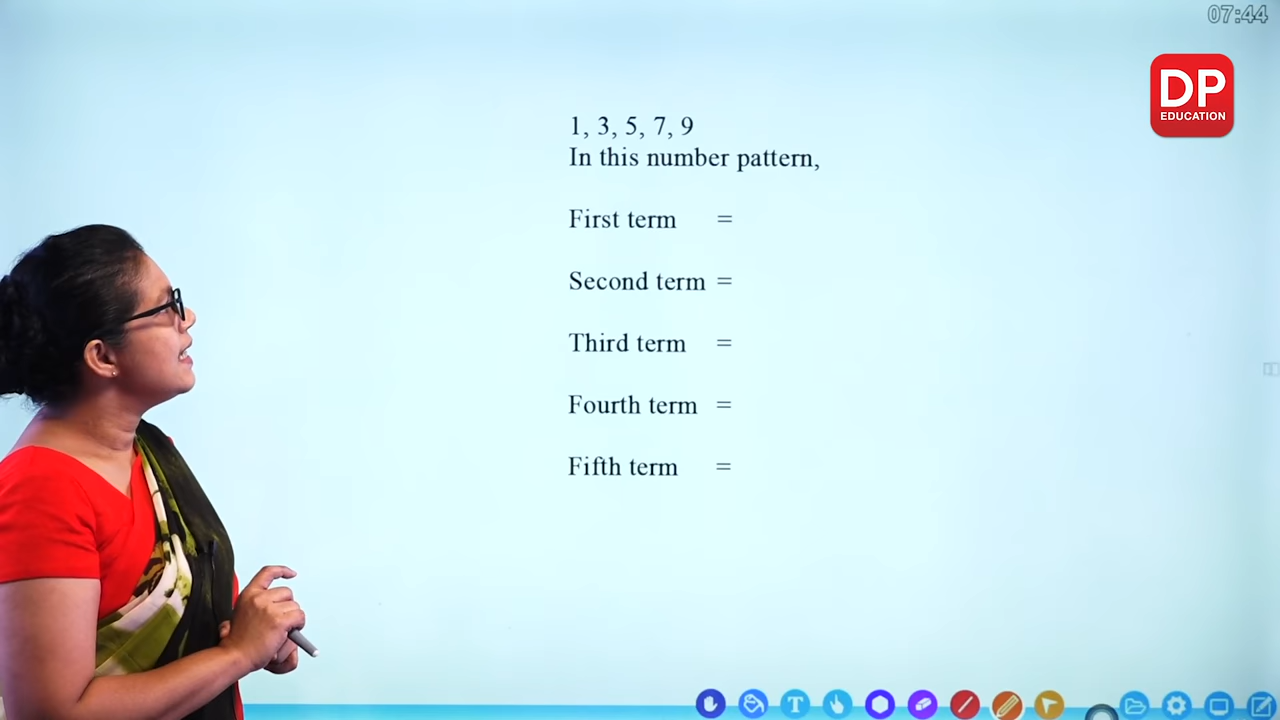 07:44
DP
EDUCATION
1, 3, 5, 7, 9
In this number pattern,
First term =
Second term =
Third term =
Fourth term =
Fifth term =
T